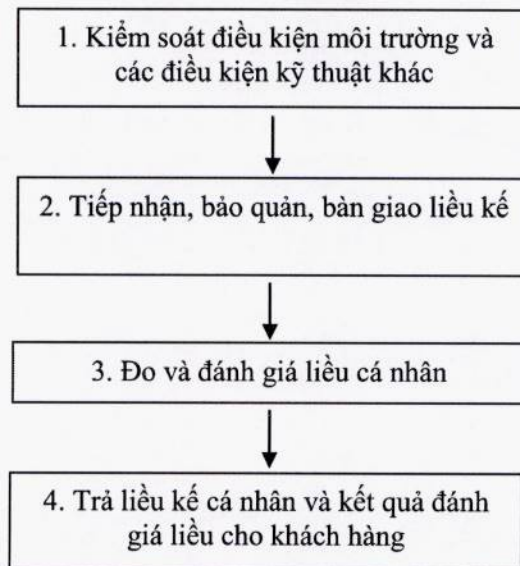 1. Kiểm soát điều kiện môi trường và
các điều kiện kỹ thuật khác
2. Tiếp nhận, bảo quản, bàn giao liều kế
3. Đo và đánh giá liều cá nhân
4. Trả liều kế cá nhân và kết quả đánh
giá liều cho khách hàng